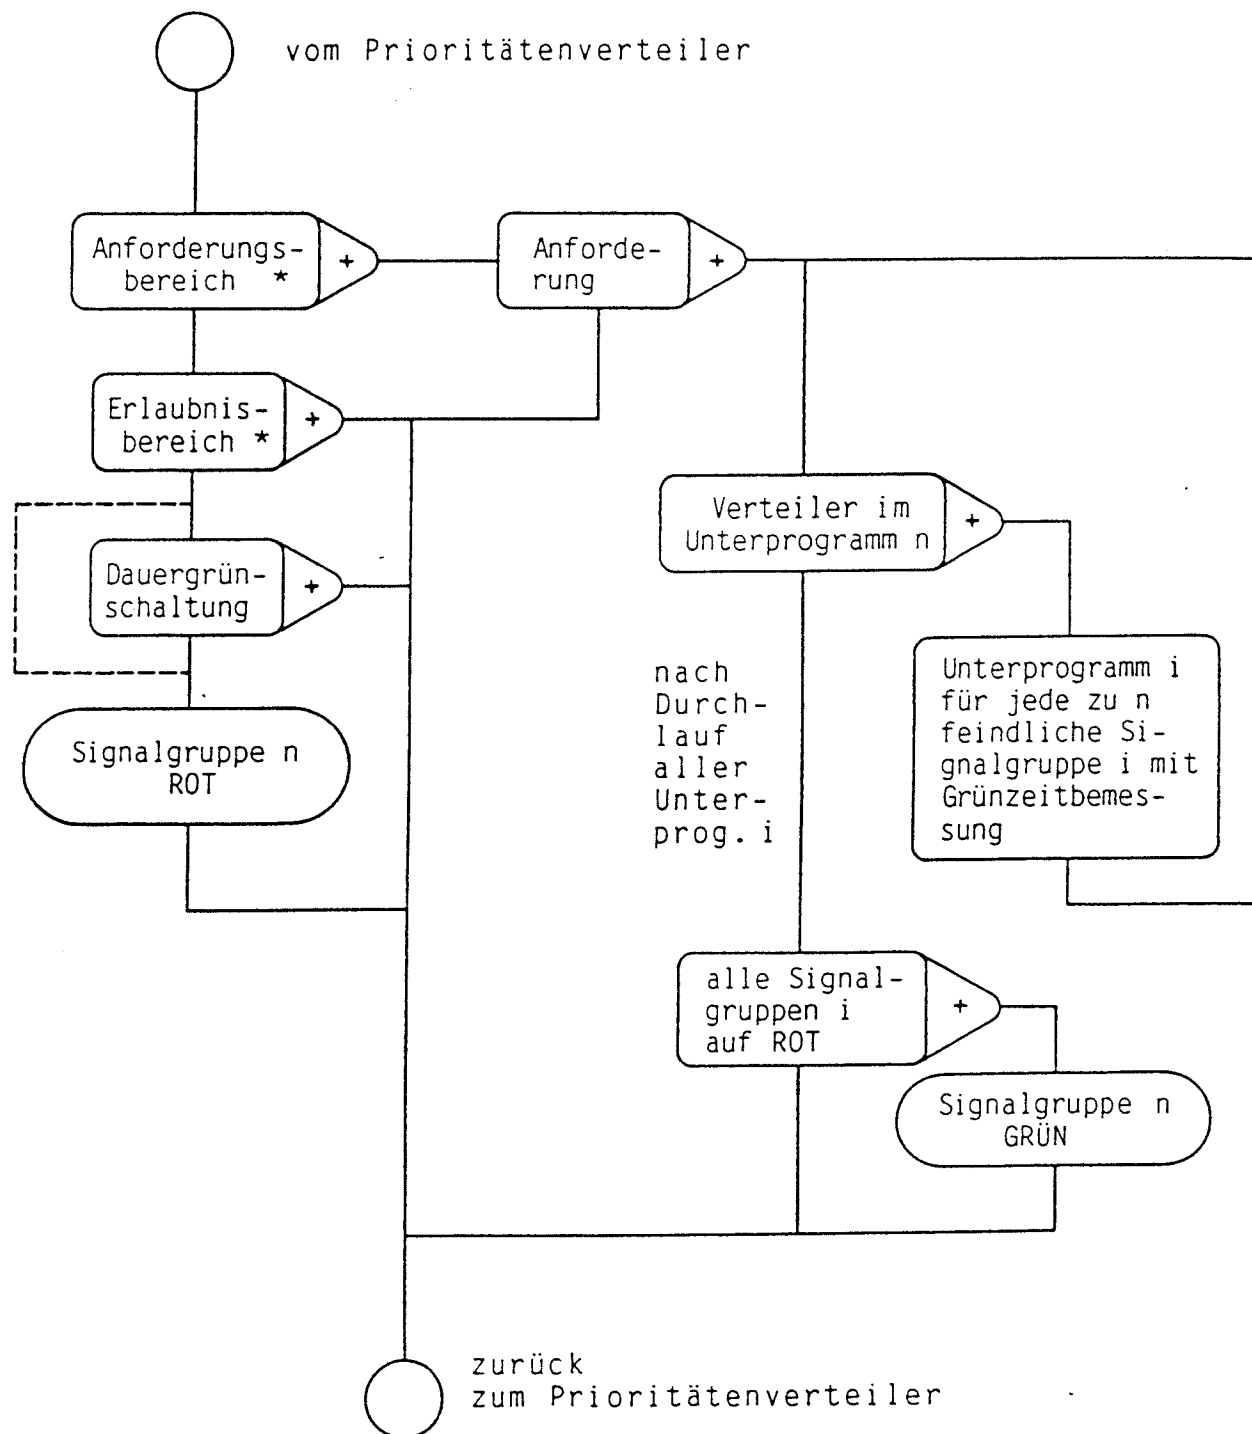 vom Prioritätenverteiler
Anforderungs-
bereich *
+
Anforde-
rung
+
Erlaubnis-
bereich *
+
Verteiler im
Unterprogramm n
+
Dauergrün-
schaltung
+
nach
Durch-
lauf
aller
Unter-
prog. i
Unterprogramm i
für jede zu n
feindliche Si-
gnalgruppe i mit
Grünzeitbemes-
sung
Signalgruppe n
ROT
alle Signal-
gruppen i
auf ROT
+
Signalgruppe n
GRÜN
zurück
zum Prioritätenverteiler